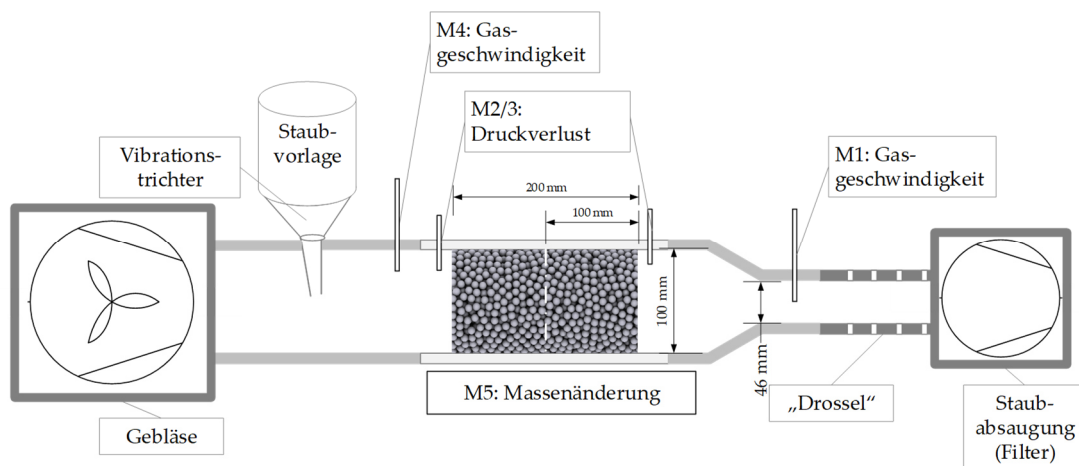 M4: Gas-
geschwindigkeit
M2/3:
Druckverlust
Staub-
vorlage
Vibrations-
trichter
M1: Gas-
geschwindigkeit
200 mm
100 mm
100 mm
46 mm
M5: Massenänderung
„Drossel“
Gebläse
Staub-
absaugung
(Filter)